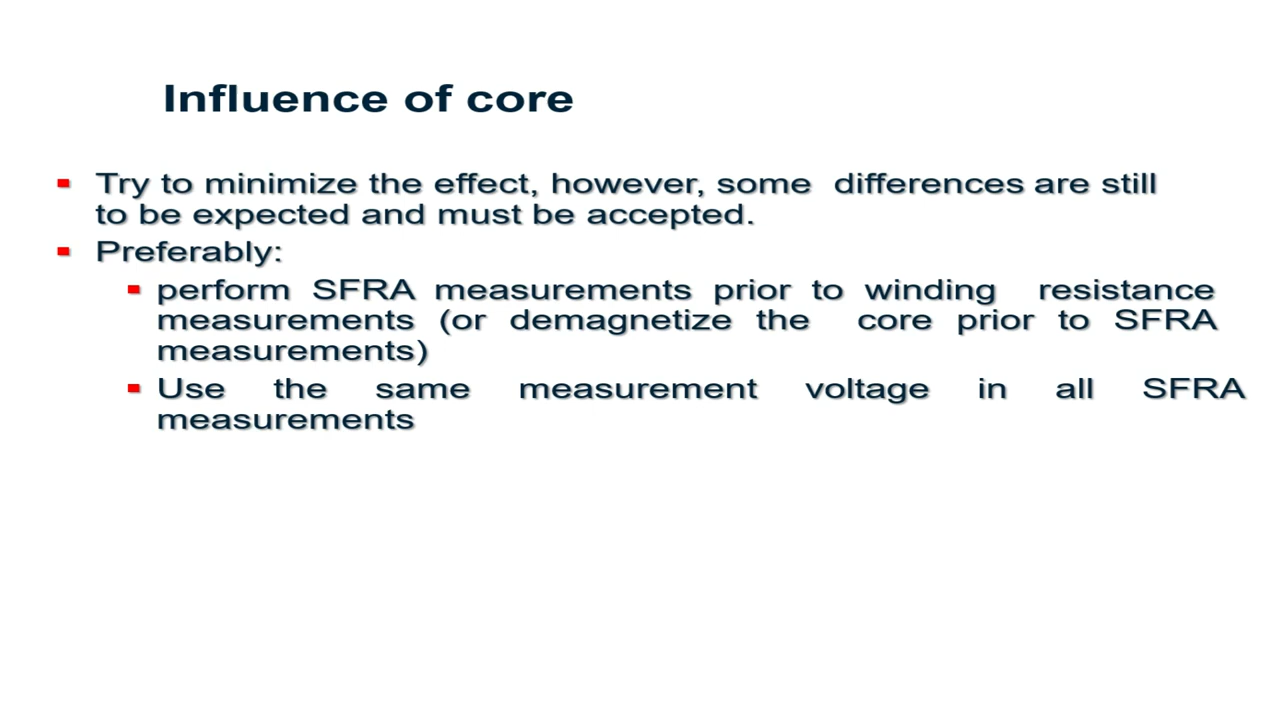 Influence of core
Try to minimize the effect, however, some differences are still
to be expected and must be accepted.
Preferably:
perform SFRA measurements prior to winding resistance
measurements (or demagnetize the core prior to SFRA
measurements)
Use the same measurement voltage in all SFRA
measurements